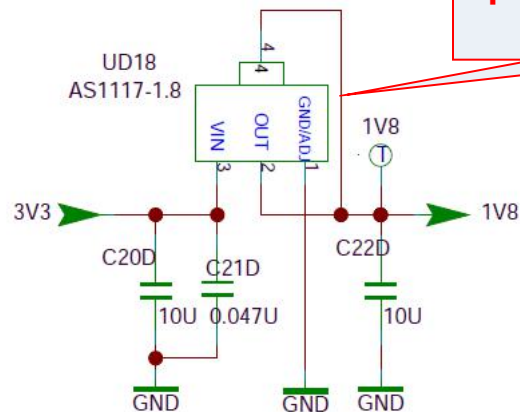 4
UD18
4
AS1117-1.8
VIN
OUT
GND/ADJ
3
2
1
1V8
T
3V3
1V8
C20D
C21D
C22D
10U
0.047U
10U
GND
GND
GND